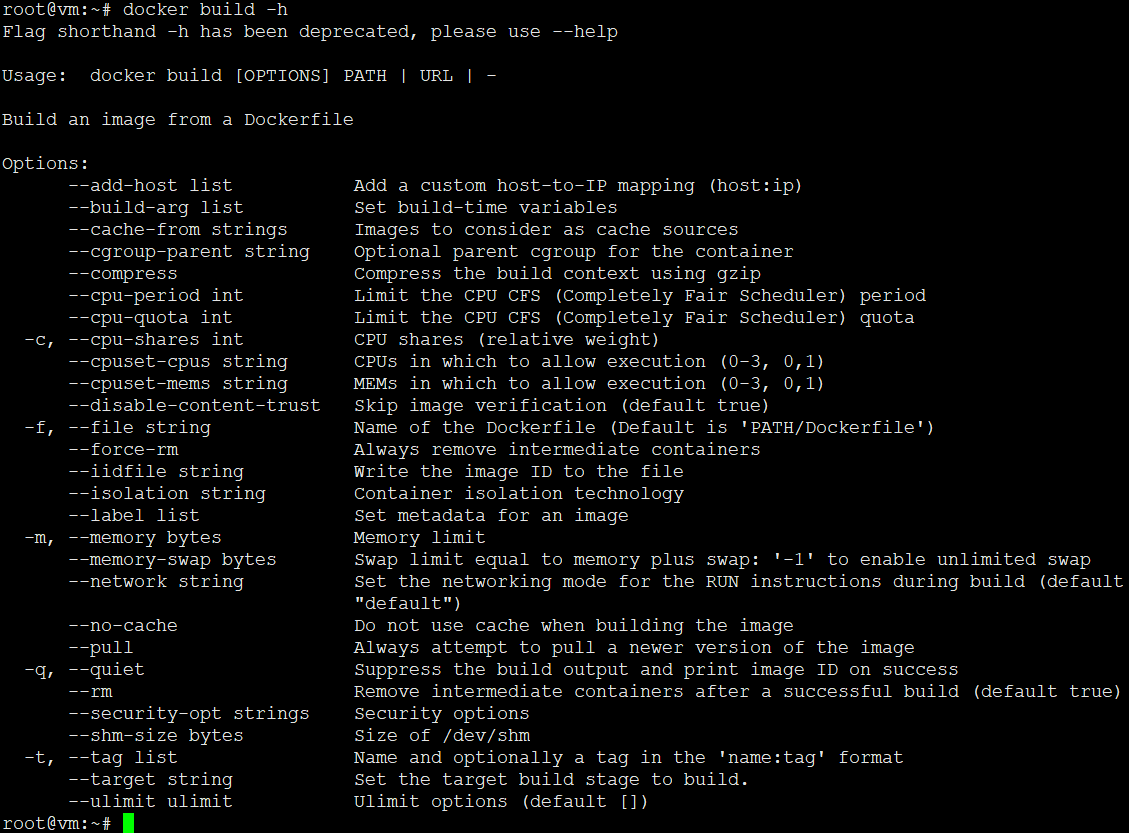 root@vm:~# docker build -h
Flag shorthand -h has been deprecated, please use --help

Usage:  docker build [OPTIONS] PATH | URL | -

Build an image from a Dockerfile

Options:
      --add-host list           Add a custom host-to-IP mapping (host:ip)
      --build-arg list          Set build-time variables
      --cache-from strings      Images to consider as cache sources
      --cgroup-parent string    Optional parent cgroup for the container
      --compress                Compress the build context using gzip
      --cpu-period int          Limit the CPU CFS (Completely Fair Scheduler) period
      --cpu-quota int           Limit the CPU CFS (Completely Fair Scheduler) quota
  -c, --cpu-shares int          CPU shares (relative weight)
      --cpuset-cpus string      CPUs in which to allow execution (0-3, 0,1)
      --cpuset-mems string      MEMs in which to allow execution (0-3, 0,1)
      --disable-content-trust   Skip image verification (default true)
  -f, --file string             Name of the Dockerfile (Default is 'PATH/Dockerfile')
      --force-rm                Always remove intermediate containers
      --iidfile string          Write the image ID to the file
      --isolation string        Container isolation technology
      --label list              Set metadata for an image
  -m, --memory bytes            Memory limit
      --memory-swap bytes       Swap limit equal to memory plus swap: '-1' to enable unlimited swap
      --network string          Set the networking mode for the RUN instructions during build (default
                                "default")
      --no-cache                Do not use cache when building the image
      --pull                    Always attempt to pull a newer version of the image
  -q, --quiet                   Suppress the build output and print image ID on success
      --rm                      Remove intermediate containers after a successful build (default true)
      --security-opt strings    Security options
      --shm-size bytes          Size of /dev/shm
  -t, --tag list                Name and optionally a tag in the 'name:tag' format
      --target string           Set the target build stage to build.
      --ulimit ulimit           Ulimit options (default [])
root@vm:~#